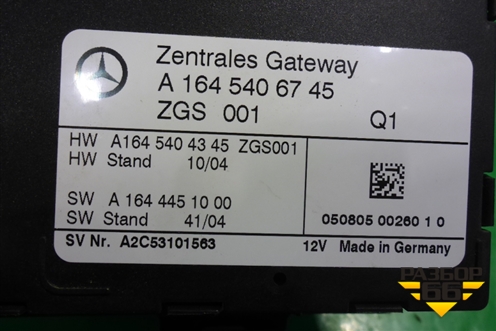 Zentrales Gateway
A 164 540 67 45
ZGS 001 Q1
HW A164 540 43 45 ZGS001
HW Stand 10/04
SW A 164 445 10 00
SW Stand 41/04
050805 00260 1 0
SV Nr. A2C53101563 12V Made in Germany
РАЗБОР
66